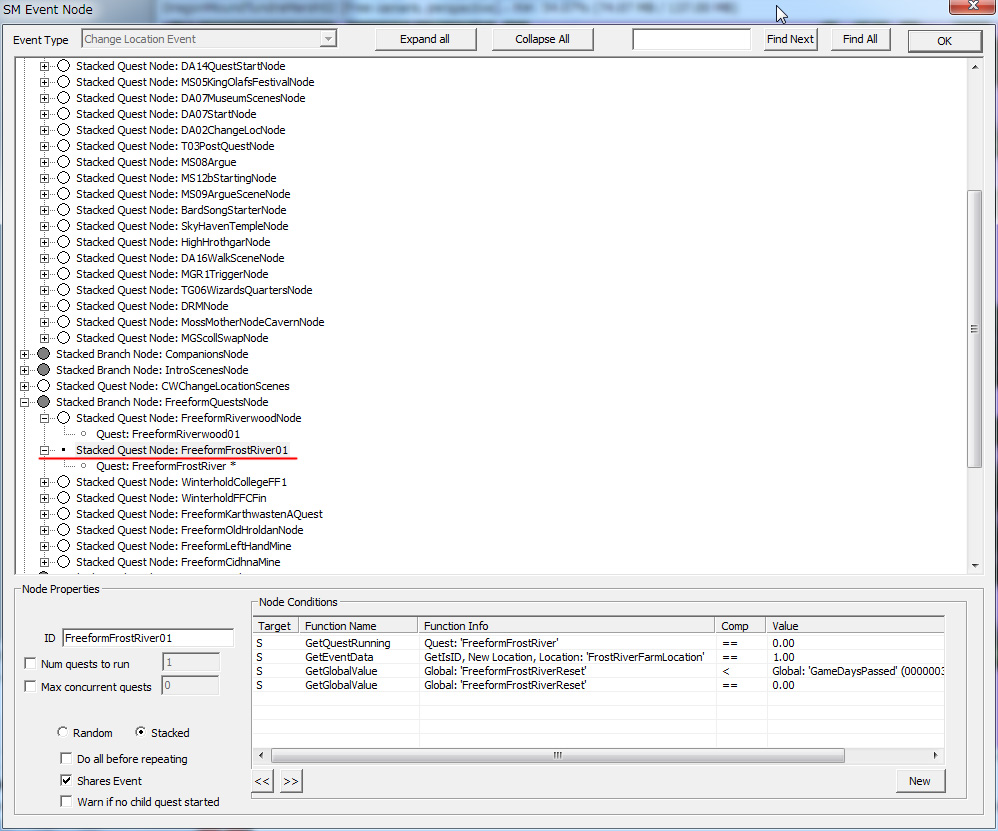 SM Event Node
Event Type Change Location Event Expand all Collapse All Find Next Find All OK
Stacked Quest Node: DA14QuestStartNode
Stacked Quest Node: MS05KingOlafsFestivalNode
Stacked Quest Node: DA07MuseumScenesNode
Stacked Quest Node: DA07StartNode
Stacked Quest Node: DA02ChangeLocNode
Stacked Quest Node: T03PostQuestNode
Stacked Quest Node: MS08Argue
Stacked Quest Node: MS12bStartingNode
Stacked Quest Node: MS09ArgueSceneNode
Stacked Quest Node: BardSongStarterNode
Stacked Quest Node: SkyHavenTempleNode
Stacked Quest Node: HighHrothgarNode
Stacked Quest Node: DA16WalkSceneNode
Stacked Quest Node: MGR1TriggerNode
Stacked Quest Node: TG06WizardsQuartersNode
Stacked Quest Node: DRMNode
Stacked Quest Node: MossMotherNodeCavernNode
Stacked Quest Node: MGScollSwapNode
Stacked Branch Node: CompanionsNode
Stacked Branch Node: IntroScenesNode
Stacked Quest Node: CWChangeLocationScenes
Stacked Branch Node: FreeformQuestsNode
Stacked Quest Node: FreeformRiverwoodNode
Quest: FreeformRiverwood01
Stacked Quest Node: FreeformFrostRiver01
Quest: FreeformFrostRiver *
Stacked Quest Node: WinterholdCollegeFF1
Stacked Quest Node: WinterholdFFCFin
Stacked Quest Node: FreeformKarthwastenAQuest
Stacked Quest Node: FreeformOldHroldanNode
Stacked Quest Node: FreeformLeftHandMine
Stacked Quest Node: FreeformCidhnaMine
Node Properties
ID FreeformFrostRiver01
Num quests to run 1
Max concurrent quests 0
Random Stacked
Do all before repeating
Shares Event
Warn if no child quest started
Node Conditions
Target Function Name Function Info Comp Value
S GetQuestRunning Quest: 'FreeformFrostRiver' == 0.00
S GetEventData GetIsID, New Location, Location: 'FrostRiverFarmLocation' == 1.00
S GetGlobalValue Global: 'FreeformFrostRiverReset' < Global: 'GameDaysPassed' (0000003
S GetGlobalValue Global: 'FreeformFrostRiverReset' == 0.00
<< >> New